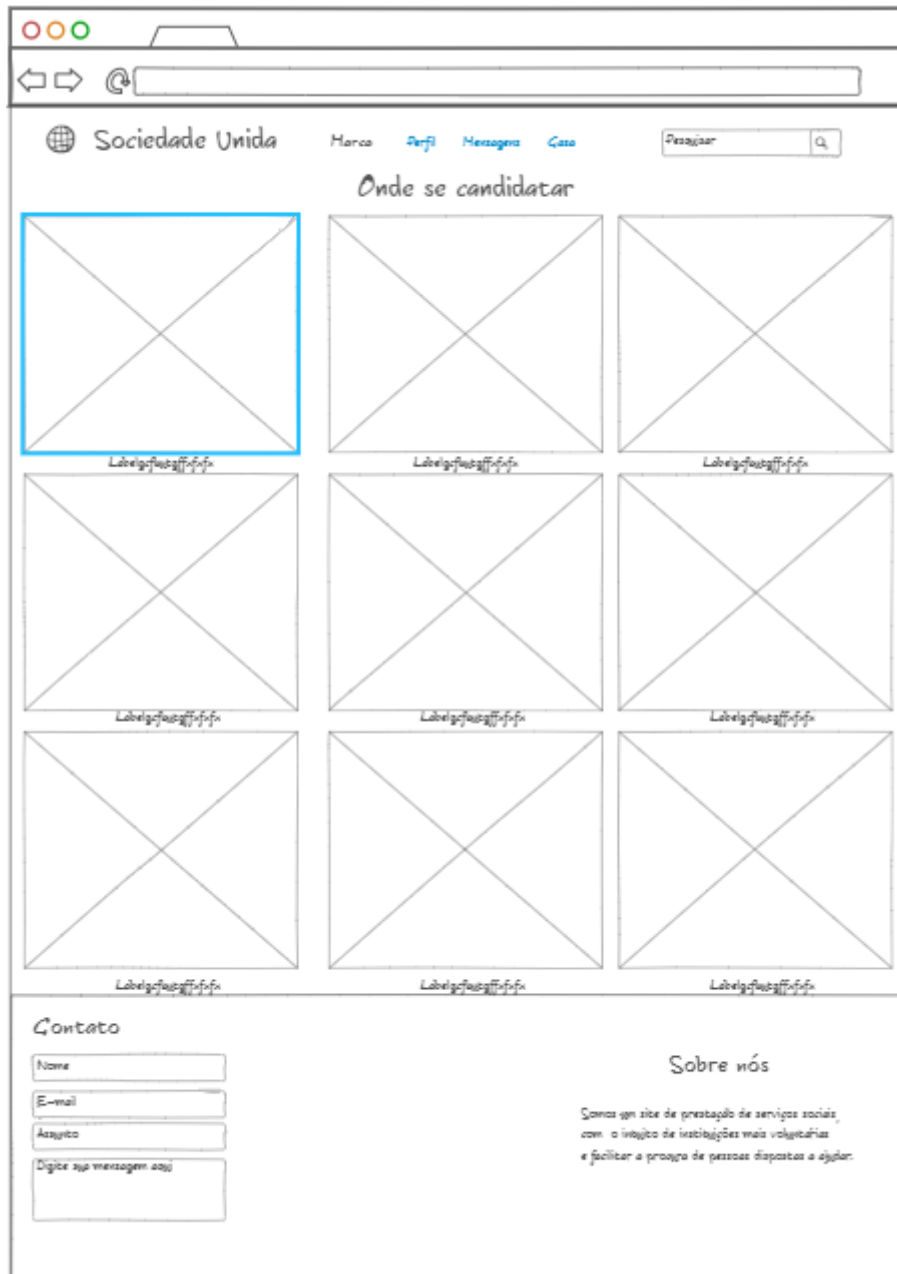 Sociedade Unida
Marca Perfil Mensagens Casa
Pesquisar
Onde se candidatar
Contato
Nome
E-mail
Assunto
Digite sua mensagem aqui
Sobre nós
Somos um site de prestação de serviços sociais,
com o intuito de instituições mais voluntárias
e facilitar a procura de pessoas dispostas a ajudar.